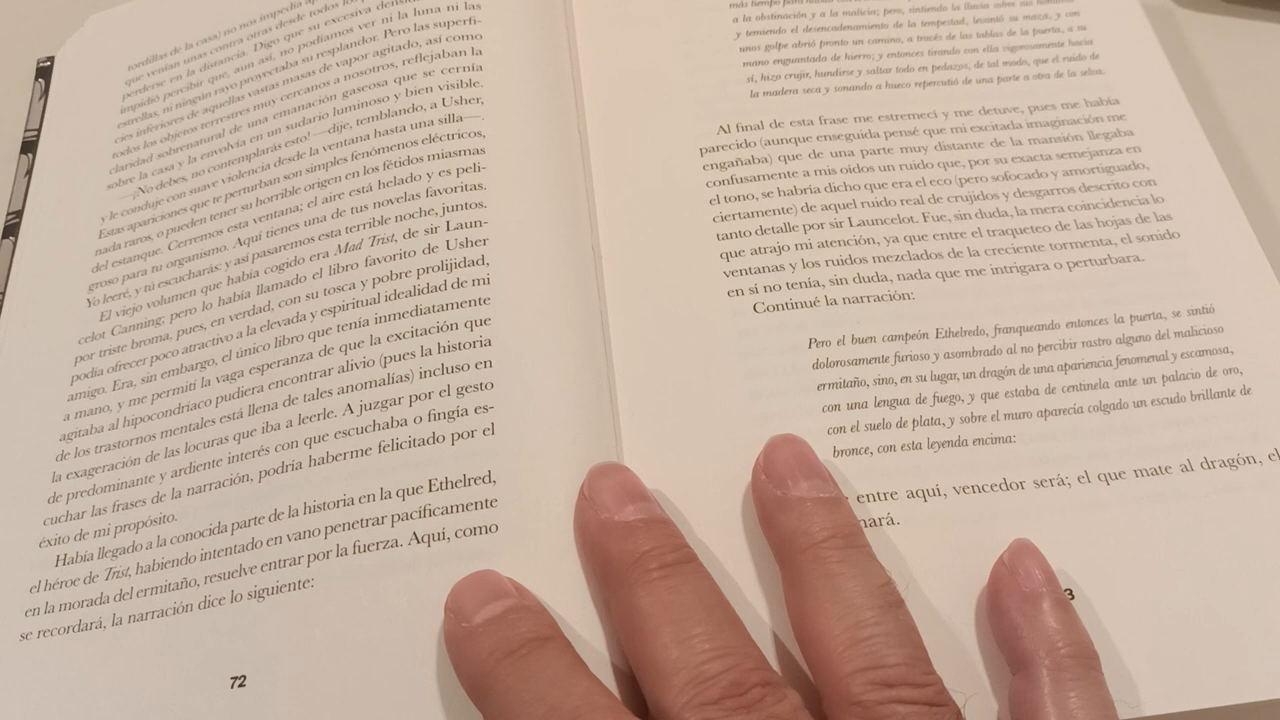 tordillas de la casa) no nos impedía
que venían unas contra otras desde todos los
perderse en la distancia. Digo que su excesiva
impidió percibir que, aun así, no podíamos ver ni la luna ni las
estrellas, ni ningún rayo proyectaba su resplandor. Pero las superfi-
cies inferiores de aquellas vastas masas de vapor agitado, así como
todos los objetos terrestres muy cercanos a nosotros, reflejaban la
claridad sobrenatural de una emanación gaseosa que se cernía
sobre la casa y la envolvía en un sudario luminoso y bien visible.
—¡No debes, no contemplarás esto! —dije, temblando, a Usher,
y le conduje con suave violencia desde la ventana hasta una silla—.
Estas apariciones que te perturban son simples fenómenos eléctricos,
nada raros, o pueden tener su horrible origen en los fétidos miasmas
del estanque. Cerremos esta ventana; el aire está helado y es peli-
groso para tu organismo. Aquí tienes una de tus novelas favoritas.
Yo leeré, y tú escucharás: y así pasaremos esta terrible noche, juntos.
El viejo volumen que había cogido era Mad Trist, de sir Laun-
celot Canning; pero lo había llamado el libro favorito de Usher
por triste broma, pues, en verdad, con su tosca y pobre prolijidad,
podía ofrecer poco atractivo a la elevada y espiritual idealidad de mi
amigo. Era, sin embargo, el único libro que tenía inmediatamente
a mano, y me permití la vaga esperanza de que la excitación que
agitaba al hipocondríaco pudiera encontrar alivio (pues la historia
de los trastornos mentales está llena de tales anomalías) incluso en
la exageración de las locuras que iba a leerle. A juzgar por el gesto
de predominante y ardiente interés con que escuchaba o fingía es-
cuchar las frases de la narración, podría haberme felicitado por el
éxito de mi propósito.
Había llegado a la conocida parte de la historia en la que Ethelred,
el héroe de Trist, habiendo intentado en vano penetrar pacíficamente
en la morada del ermitaño, resuelve entrar por la fuerza. Aquí, como
se recordará, la narración dice lo siguiente:
72
más tiempo para
a la obstinación y a la malicia; pero, sintiendo la lluvia sobre sus
y temiendo el desencadenamiento de la tempestad, levantó su maza, y con
unos golpe abrió pronto un camino, a través de las tablas de la puerta, a su
mano enguantada de hierro; y entonces tirando con ella vigorosamente hacia
sí, hizo crujir, hundirse y saltar todo en pedazos, de tal modo, que el ruido de
la madera seca y sonando a hueco repercutió de una parte a otra de la selva.
Al final de esta frase me estremecí y me detuve, pues me había
parecido (aunque enseguida pensé que mi excitada imaginación me
engañaba) que de una parte muy distante de la mansión llegaba
confusamente a mis oídos un ruido que, por su exacta semejanza en
el tono, se habría dicho que era el eco (pero sofocado y amortiguado,
ciertamente) de aquel ruido real de crujidos y desgarros descrito con
tanto detalle por sir Launcelot. Fue, sin duda, la mera coincidencia lo
que atrajo mi atención, ya que entre el traqueteo de las hojas de las
ventanas y los ruidos mezclados de la creciente tormenta, el sonido
en sí no tenía, sin duda, nada que me intrigara o perturbara.
Continué la narración:
Pero el buen campeón Ethelredo, franqueando entonces la puerta, se sintió
dolorosamente furioso y asombrado al no percibir rastro alguno del malicioso
ermitaño, sino, en su lugar, un dragón de una apariencia fenomenal y escamosa,
con una lengua de fuego, y que estaba de centinela ante un palacio de oro,
con el suelo de plata, y sobre el muro aparecía colgado un escudo brillante de
bronce, con esta leyenda encima:
entre aquí, vencedor será; el que mate al dragón, el
nará.
3